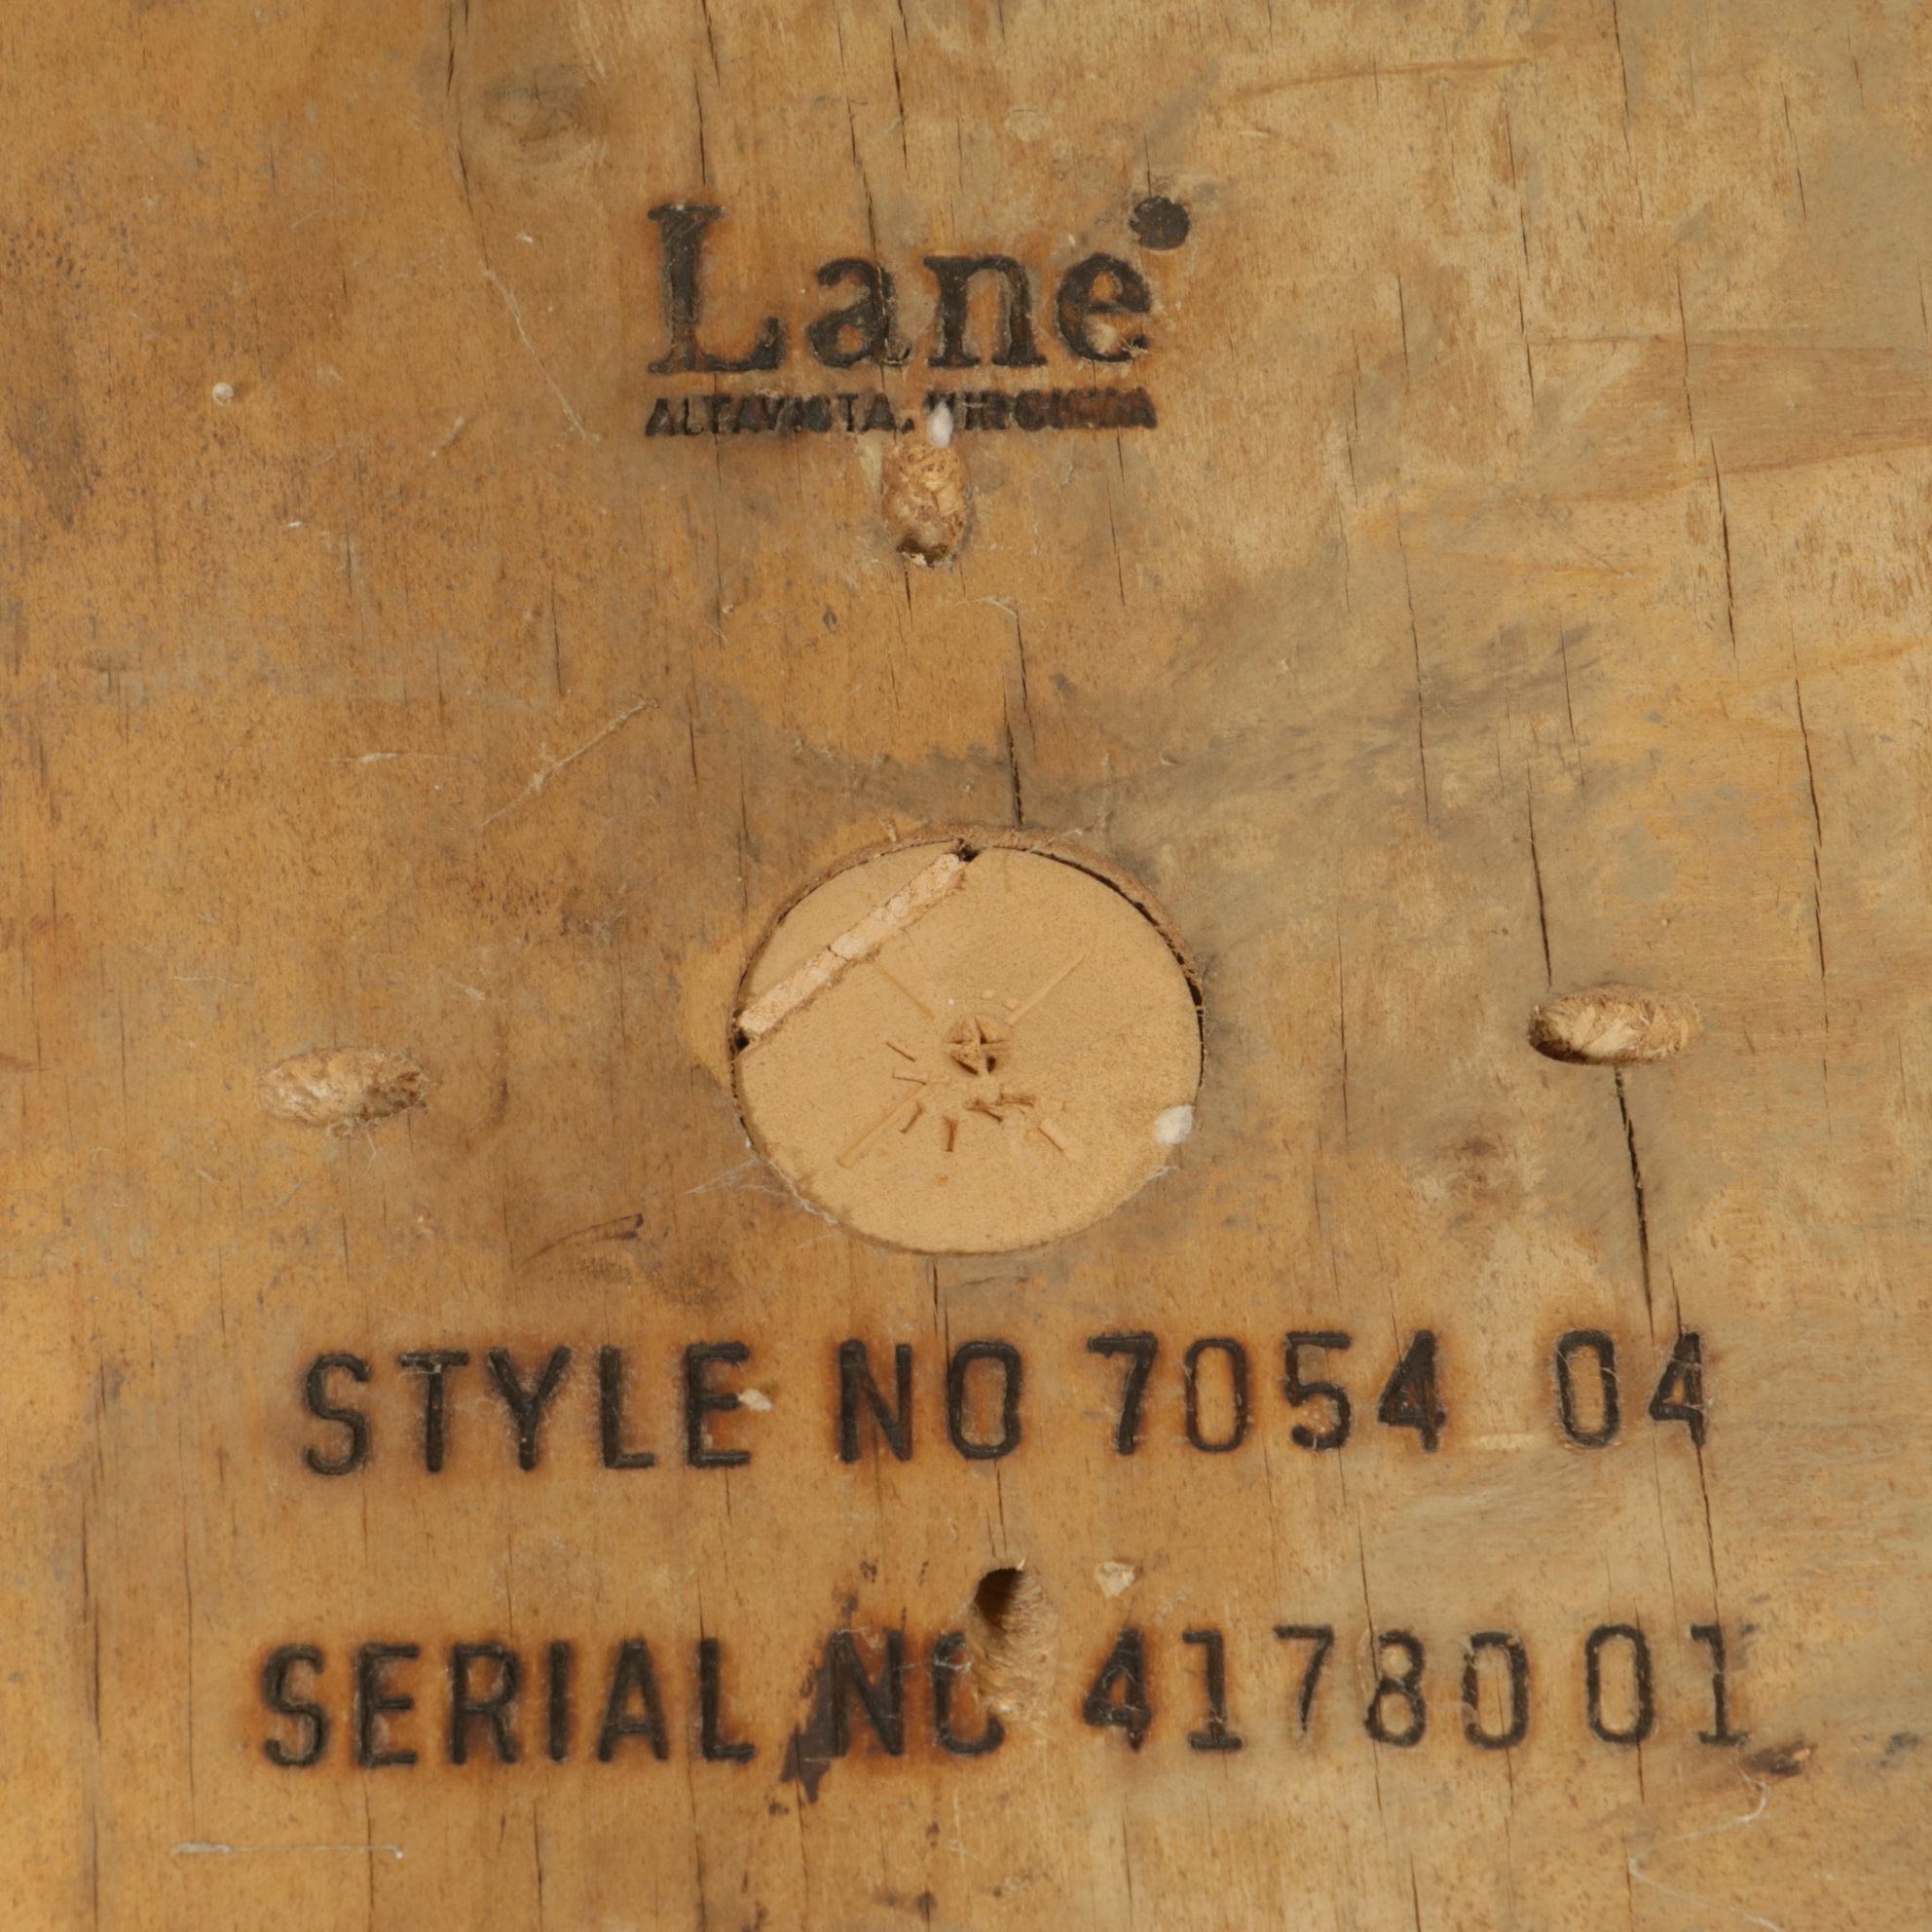 Lane
ALTAVISTA, VIRGINIA
STYLE NO 7054 04
SERIAL NO 4178001